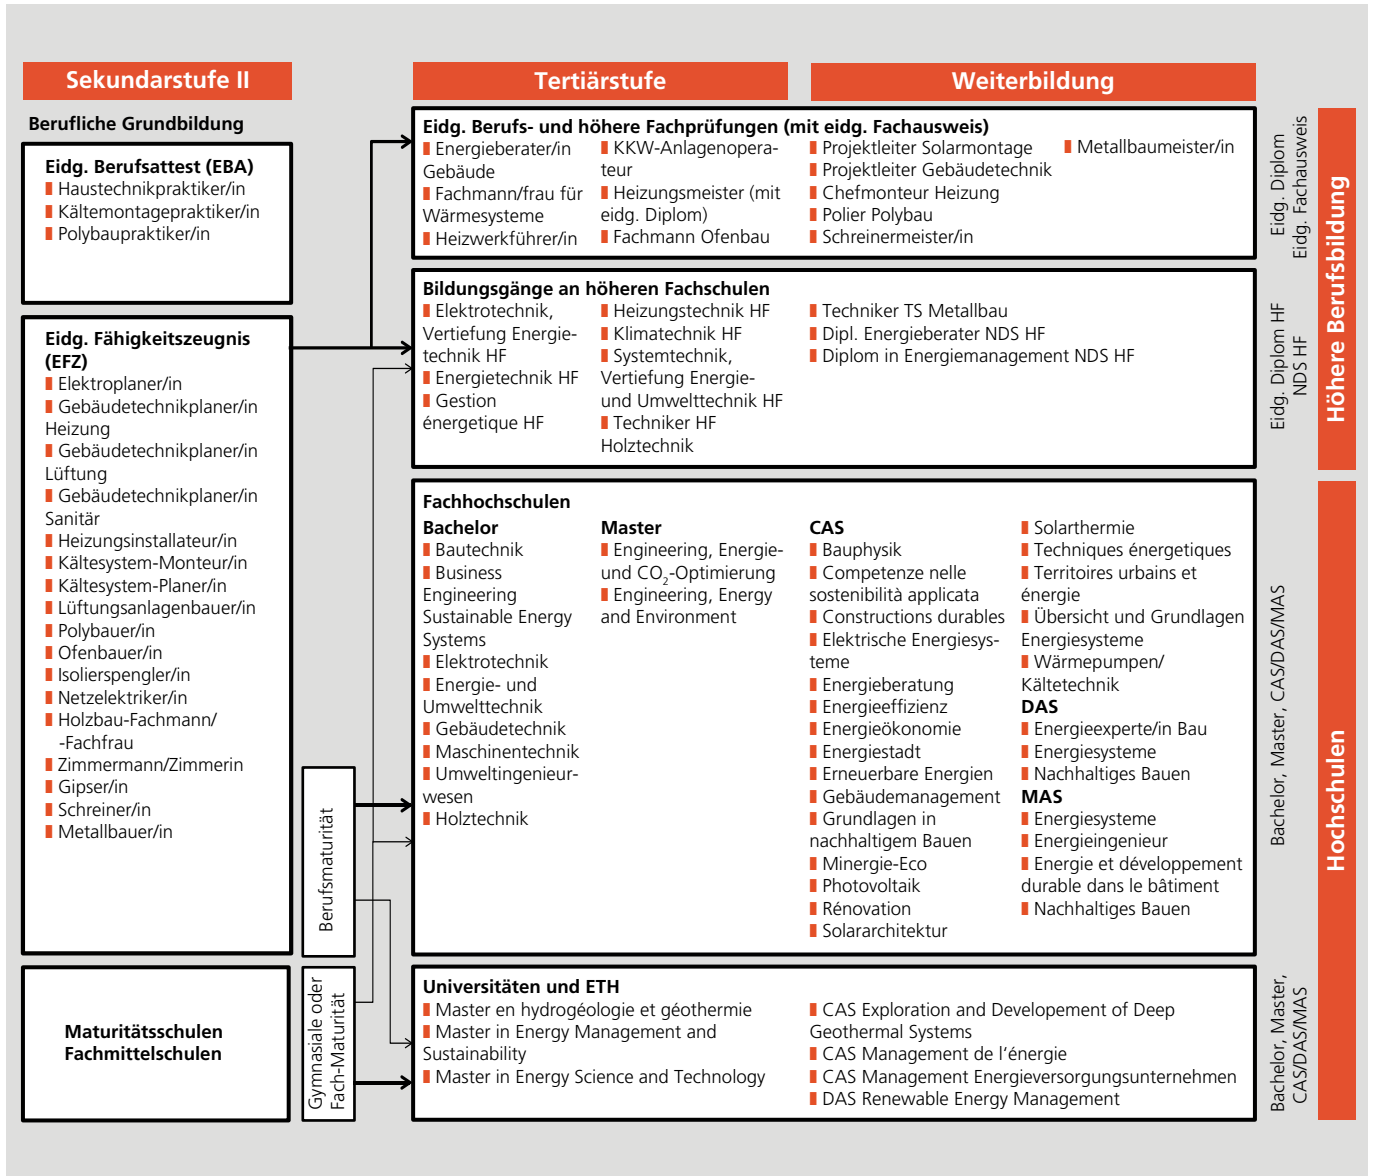 Sekundarstufe II
Tertiärstufe
Weiterbildung
Berufliche Grundbildung
Eidg. Berufsattest (EBA)
Haustechnikpraktiker/in
Kältemontagepraktiker/in
Polybaupraktiker/in
Eidg. Fähigkeitszeugnis
(EFZ)
Elektroplaner/in
Gebäudetechnikplaner/in
Heizung
Gebäudetechnikplaner/in
Lüftung
Gebäudetechnikplaner/in
Sanitär
Heizungsinstallateur/in
Kältesystem-Monteur/in
Kältesystem-Planer/in
Lüftungsanlagenbauer/in
Polybauer/in
Ofenbauer/in
Isolierspengler/in
Netzelektriker/in
Holzbau-Fachmann/
-Fachfrau
Zimmermann/Zimmerin
Gipser/in
Schreiner/in
Metallbauer/in
Maturitätsschulen
Fachmittelschulen
Berufsmaturität
Gymnasiale oder
Fach-Maturität
Eidg. Berufs- und höhere Fachprüfungen (mit eidg. Fachausweis)
Energieberater/in
Gebäude
Fachmann/frau für
Wärmesysteme
Heizwerkführer/in
KKW-Anlagenopera-
teur
Heizungsmeister (mit
eidg. Diplom)
Fachmann Ofenbau
Projektleiter Solarmontage
Projektleiter Gebäudetechnik
Chefmonteur Heizung
Polier Polybau
Schreinermeister/in
Metallbaumeister/in
Bildungsgänge an höheren Fachschulen
Elektrotechnik,
Vertiefung Energie-
technik HF
Energietechnik HF
Gestion
énergetique HF
Heizungstechnik HF
Klimatechnik HF
Systemtechnik,
Vertiefung Energie-
und Umwelttechnik HF
Techniker HF
Holztechnik
Techniker TS Metallbau
Dipl. Energieberater NDS HF
Diplom in Energiemanagement NDS HF
Fachhochschulen
Bachelor
Bautechnik
Business
Engineering
Sustainable Energy
Systems
Elektrotechnik
Energie- und
Umwelttechnik
Gebäudetechnik
Maschinentechnik
Umweltingenieur-
wesen
Holztechnik
Master
Engineering, Energie-
und CO2-Optimierung
Engineering, Energy
and Environment
CAS
Bauphysik
Competenze nelle
sostenibilità applicata
Constructions durables
Elektrische Energiesys-
teme
Energieberatung
Energieeffizienz
Energieökonomie
Energiestadt
Erneuerbare Energien
Gebäudemanagement
Grundlagen in
nachhaltigem Bauen
Minergie-Eco
Photovoltaik
Rénovation
Solararchitektur
Solarthermie
Techniques énergetiques
Territoires urbains et
énergie
Übersicht und Grundlagen
Energiesysteme
Wärmepumpen/
Kältetechnik
DAS
Energieexperte/in Bau
Energiesysteme
Nachhaltiges Bauen
MAS
Energiesysteme
Energieingenieur
Energie et développement
durable dans le bâtiment
Nachhaltiges Bauen
Universitäten und ETH
Master en hydrogéologie et géothermie
Master in Energy Management and
Sustainability
Master in Energy Science and Technology
CAS Exploration and Developement of Deep
Geothermal Systems
CAS Management de l‘énergie
CAS Management Energieversorgungsunternehmen
DAS Renewable Energy Management
Eidg. Diplom
Eidg. Fachausweis
Eidg. Diplom HF
NDS HF
Höhere Berufsbildung
Bachelor, Master, CAS/DAS/MAS
Bachelor, Master,
CAS/DAS/MAS
Hochschulen